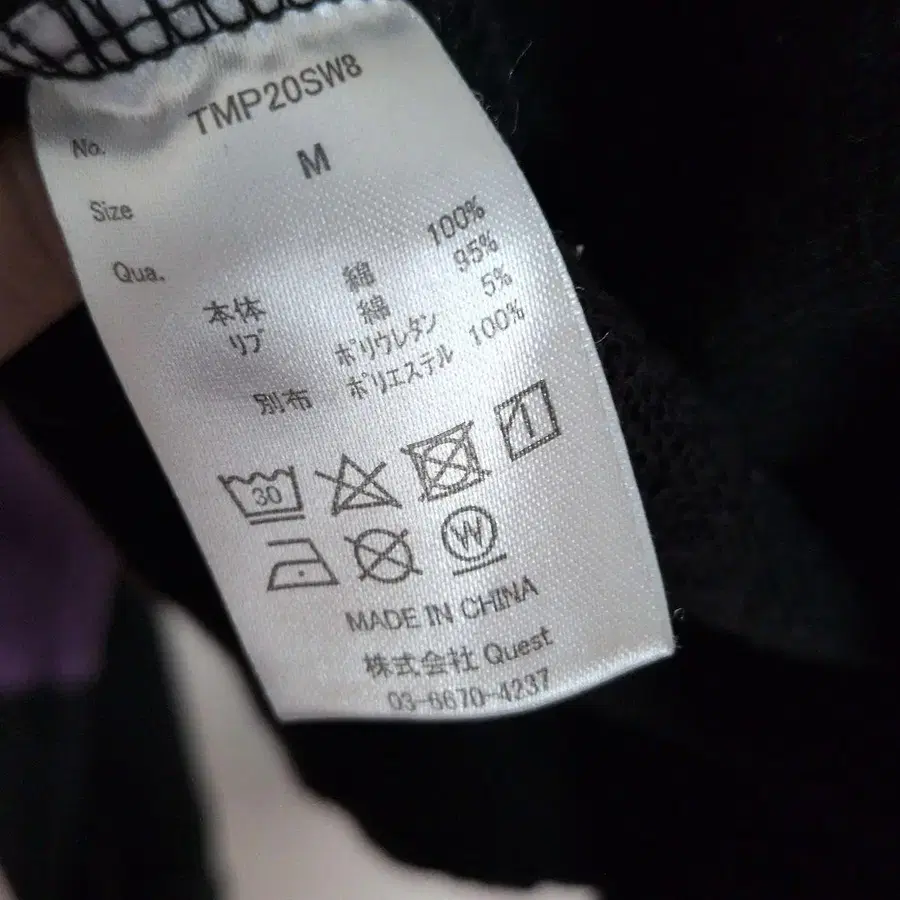 No. TMP20SW8
Size M
Qua.
本体 綿 100%
リブ 綿 95%
ポリウレタン 5%
別布 ポリエステル 100%
30
W
MADE IN CHINA
株式会社 Quest
03-6670-4237